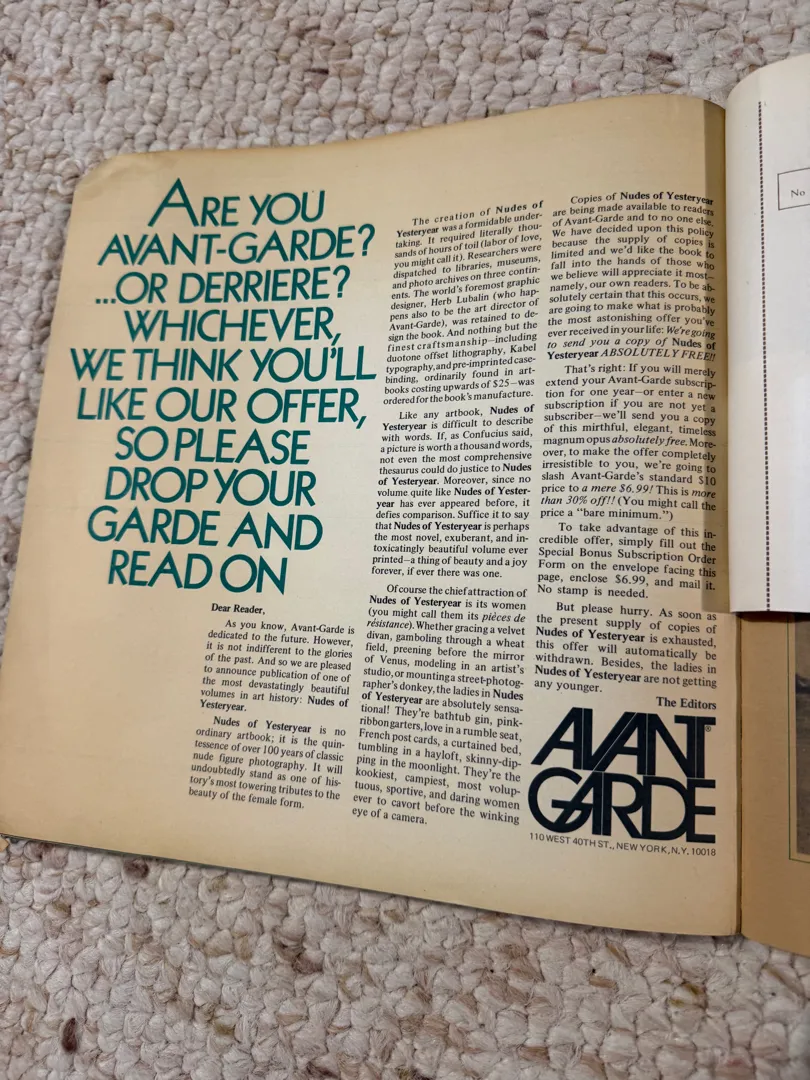 ARE YOU
AVANT-GARDE?
...OR DERRIERE?
WHICHEVER,
WE THINK YOU'LL
LIKE OUR OFFER,
SO PLEASE
DROP YOUR
GARDE AND
READ ON
Dear Reader,
As you know, Avant-Garde is
dedicated to the future. However,
it is not indifferent to the glories
of the past. And so we are pleased
to announce publication of one of
the most devastatingly beautiful
volumes in art history: Nudes of
Yesteryear.
Nudes of Yesteryear is no
ordinary artbook; it is the quin-
tessence of over 100 years of classic
nude figure photography. It will
undoubtedly stand as one of his-
tory's most towering tributes to the
beauty of the female form.
The creation of Nudes of
Yesteryear was a formidable under-
taking. It required literally thou-
sands of hours of toil (labor of love,
you might call it). Researchers were
dispatched to libraries, museums,
and photo archives on three contin-
ents. The world's foremost graphic
designer, Herb Lubalin (who hap-
pens also to be the art director of
Avant-Garde), was retained to de-
sign the book. And nothing but the
finest craftsmanship—including
duotone offset lithography, Kabel
typography, and pre-imprinted case-
binding, ordinarily found in art-
books costing upwards of $25—was
ordered for the book's manufacture.
Like any artbook, Nudes of
Yesteryear is difficult to describe
with words. If, as Confucius said,
a picture is worth a thousand words,
not even the most comprehensive
thesaurus could do justice to Nudes
of Yesteryear. Moreover, since no
volume quite like Nudes of Yester-
year has ever appeared before, it
defies comparison. Suffice it to say
that Nudes of Yesteryear is perhaps
the most novel, exuberant, and in-
toxicatingly beautiful volume ever
printed—a thing of beauty and a joy
forever, if ever there was one.
Of course the chief attraction of
Nudes of Yesteryear is its women
(you might call them its pièces de
résistance). Whether gracing a velvet
divan, gamboling through a wheat
field, preening before the mirror
of Venus, modeling in an artist's
studio, or mounting a street-photog-
rapher's donkey, the ladies in Nudes
of Yesteryear are absolutely sensa-
tional! They're bathtub gin, pink-
ribbon garters, love in a rumble seat,
French post cards, a curtained bed,
tumbling in a hayloft, skinny-dip-
ping in the moonlight. They're the
kookiest, campiest, most volup-
tuous, sportive, and daring women
ever to cavort before the winking
eye of a camera.
Copies of Nudes of Yesteryear
are being made available to readers
of Avant-Garde and to no one else.
We have decided upon this policy
because the supply of copies is
limited and we'd like the book to
fall into the hands of those who
we believe will appreciate it most—
namely, our own readers. To be ab-
solutely certain that this occurs, we
are going to make what is probably
the most astonishing offer you've
ever received in your life: We're going
to send you a copy of Nudes of
Yesteryear ABSOLUTELY FREE!!
That's right: If you will merely
extend your Avant-Garde subscrip-
tion for one year—or enter a new
subscription if you are not yet a
subscriber—we'll send you a copy
of this mirthful, elegant, timeless
magnum opus absolutely free. More-
over, to make the offer completely
irresistible to you, we're going to
slash Avant-Garde's standard $10
price to a mere $6.99! This is more
than 30% off!! (You might call the
price a "bare minimum.")
To take advantage of this in-
credible offer, simply fill out the
Special Bonus Subscription Order
Form on the envelope facing this
page, enclose $6.99, and mail it.
No stamp is needed.
But please hurry. As soon as
the present supply of copies of
Nudes of Yesteryear is exhausted,
this offer will automatically be
withdrawn. Besides, the ladies in
Nudes of Yesteryear are not getting
any younger.
The Editors
AVANT
GARDE®
110 WEST 40TH ST., NEW YORK, N.Y. 10018
No